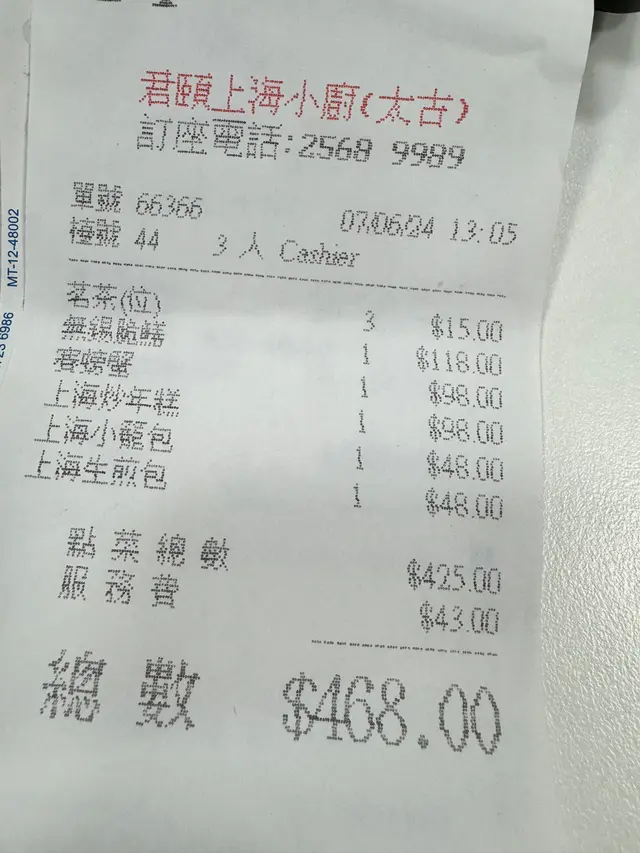 君頤上海小廚(太古)
訂座電話:2568 9989
單號 66366 07/06/24 13:05
檯號 44 3 人 Cashier
茗茶(位) 3 $15.00
無錫脆鱔 1 $118.00
賽螃蟹 1 $98.00
上海炒年糕 1 $98.00
上海小籠包 1 $48.00
上海生煎包 1 $48.00
點菜總數 $425.00
服務費 $43.00
總數 $468.00
MT-12-48002
23 6986